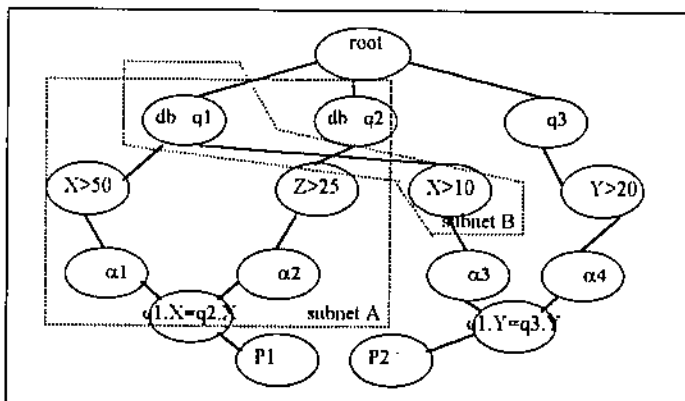 root
db q1
db q2
q3
X>50
Z>25
X>10
Y>20
subnet B
α1
α2
α3
α4
q1.X=q2.X
subnet A
q1.Y=q3.Y
P1
P2